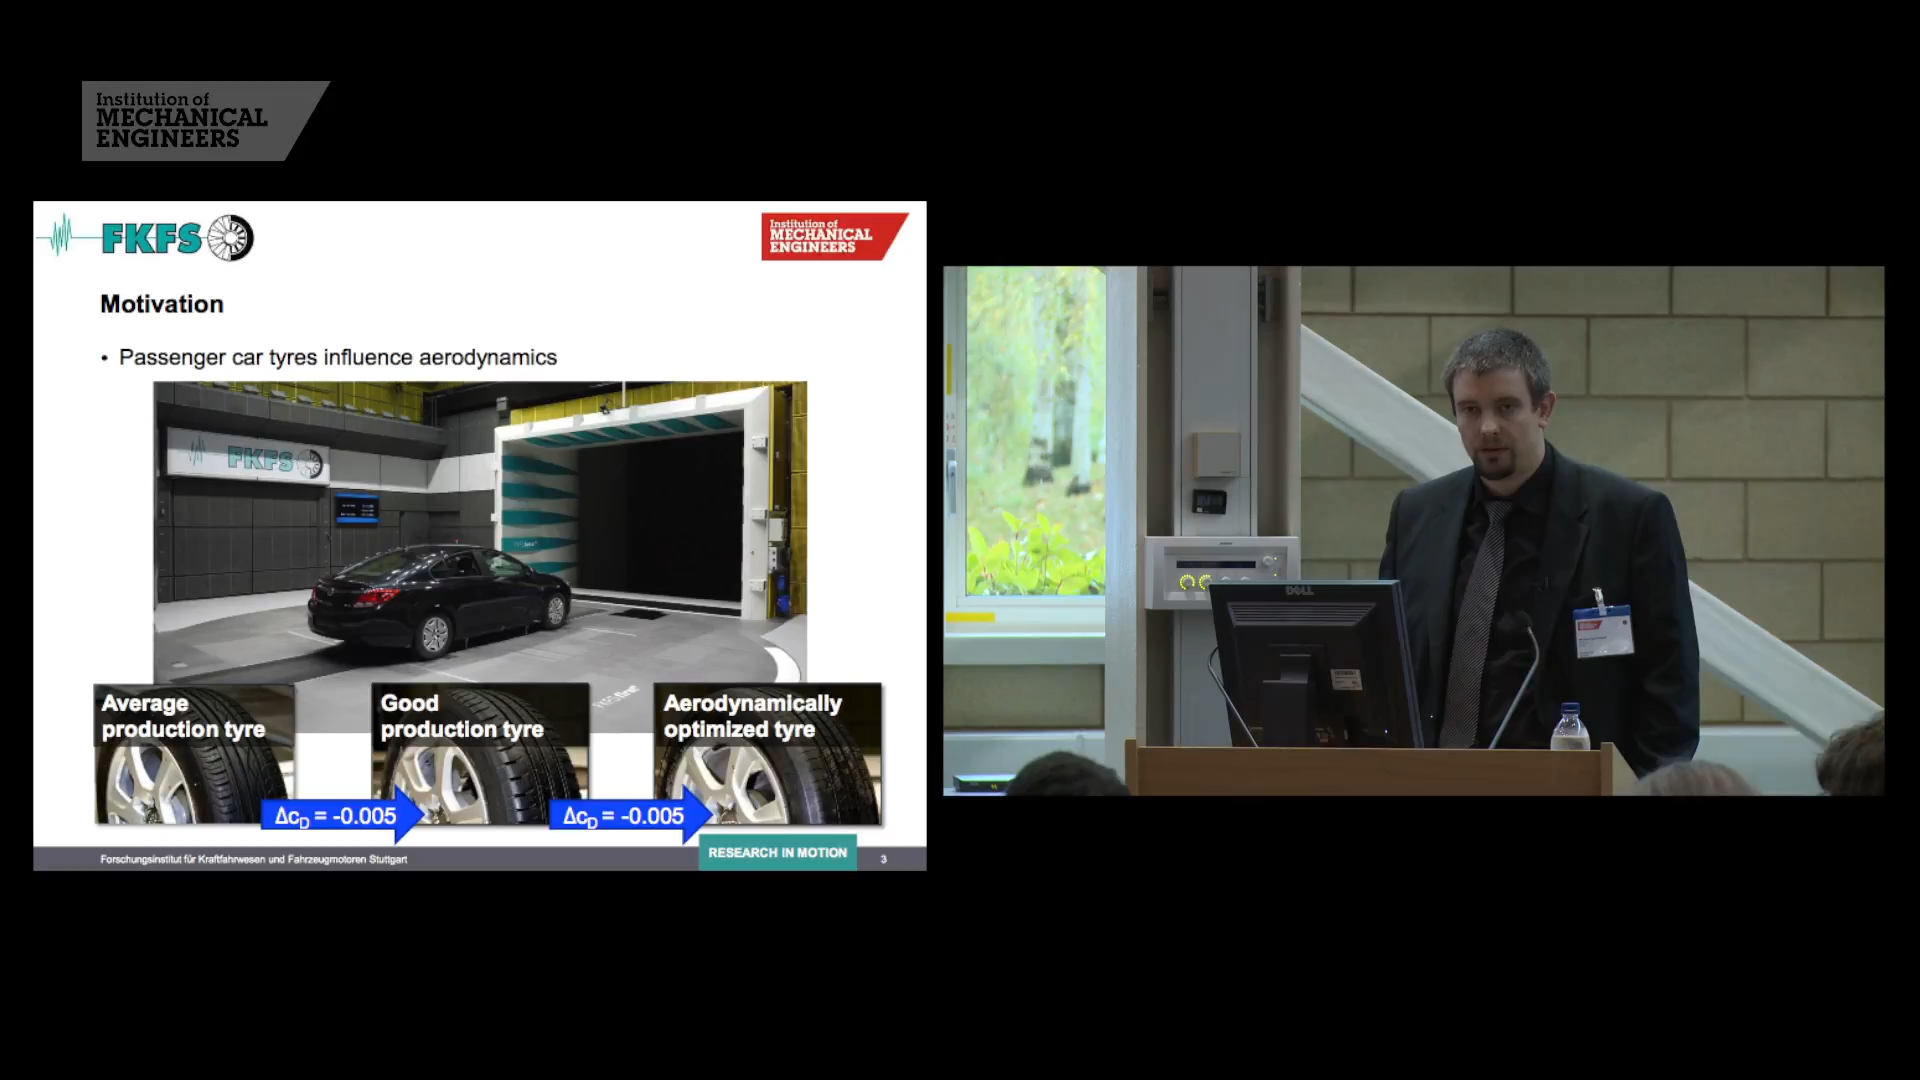 Institution of
MECHANICAL
ENGINEERS
FKFS
Institution of
MECHANICAL
ENGINEERS
Motivation
• Passenger car tyres influence aerodynamics
FKFS
Average
production tyre
Good
production tyre
Aerodynamically
optimized tyre
ΔcD = -0.005
ΔcD = -0.005
Forschungsinstitut für Kraftfahrwesen und Fahrzeugmotoren Stuttgart
RESEARCH IN MOTION
3
DELL